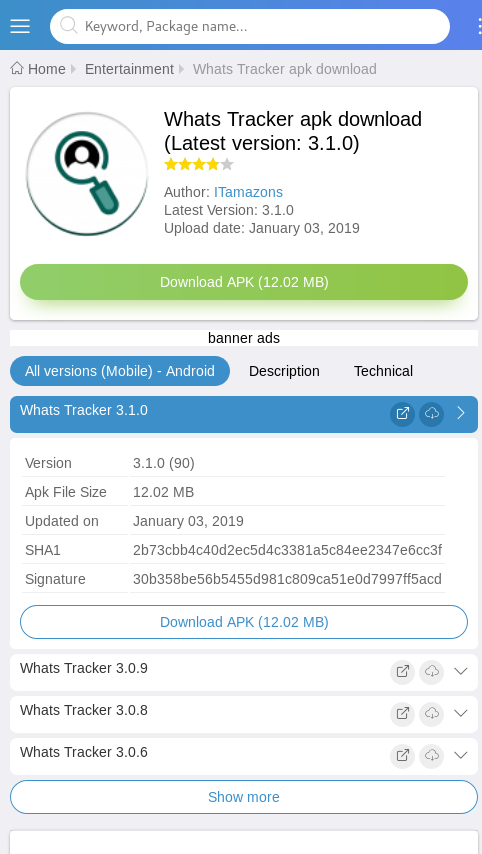 Keyword, Package name...
Home Entertainment Whats Tracker apk download
Whats Tracker apk download
(Latest version: 3.1.0)
Author: ITamazons
Latest Version: 3.1.0
Upload date: January 03, 2019
Download APK (12.02 MB)
banner ads
All versions (Mobile) - Android Description Technical
Whats Tracker 3.1.0
Version 3.1.0 (90)
Apk File Size 12.02 MB
Updated on January 03, 2019
SHA1 2b73cbb4c40d2ec5d4c3381a5c84ee2347e6cc3f
Signature 30b358be56b5455d981c809ca51e0d7997ff5acd
Download APK (12.02 MB)
Whats Tracker 3.0.9
Whats Tracker 3.0.8
Whats Tracker 3.0.6
Show more